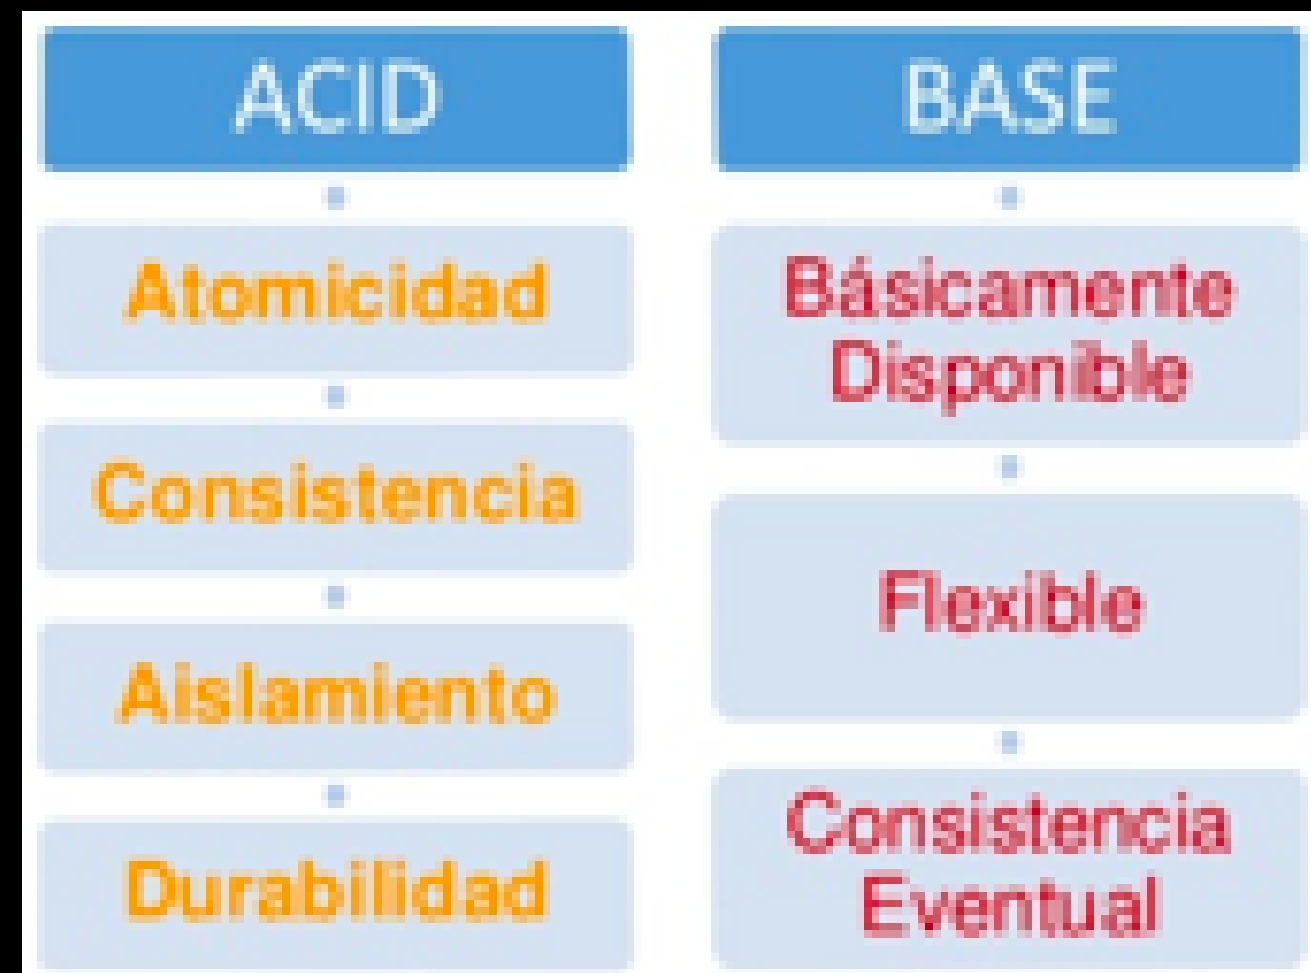 ACID
Atomicidad
Consistencia
Aislamiento
Durabilidad
BASE
Básicamente
Disponible
Flexible
Consistencia
Eventual